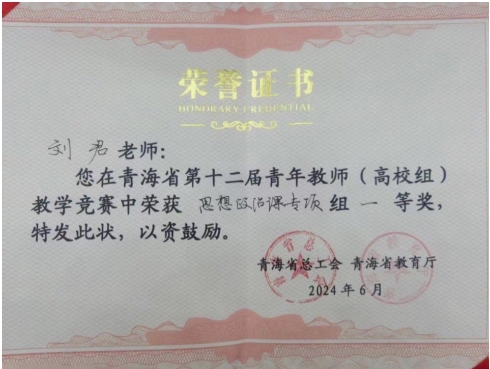 荣誉证书
HONORARY CREDENTIAL
刘君老师：
您在青海省第十二届青年教师（高校组）
教学竞赛中荣获 思想政治课专项 组 一 等奖，
特发此状，以资鼓励。
青海省总工会 青海省教育厅
2024年6月